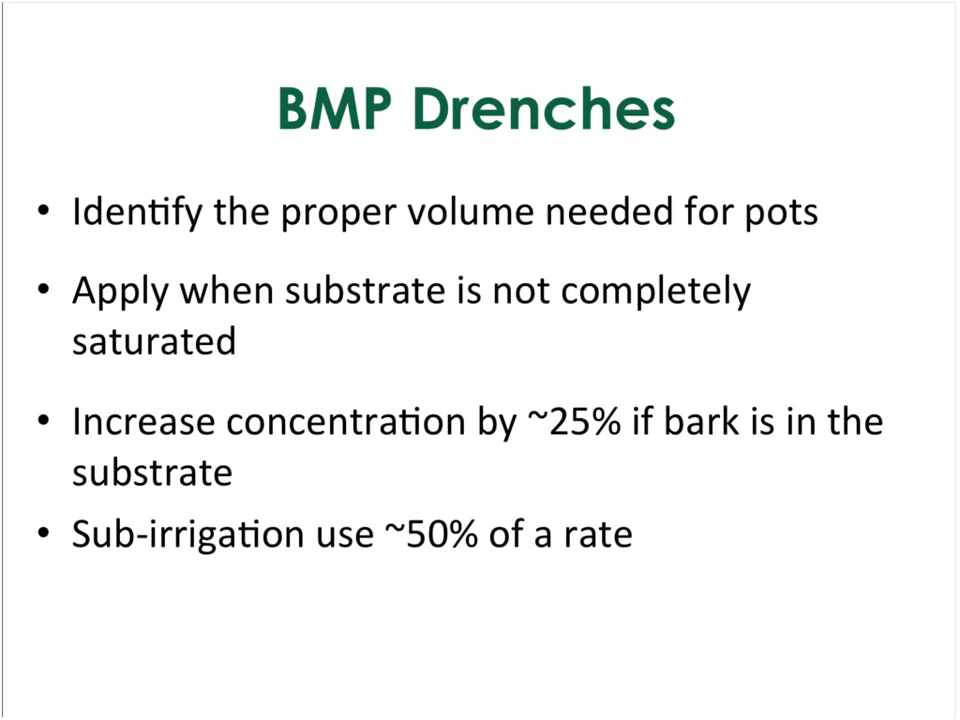 BMP Drenches
• Identify the proper volume needed for pots
• Apply when substrate is not completely
saturated
• Increase concentration by ~25% if bark is in the
substrate
• Sub-irrigation use ~50% of a rate